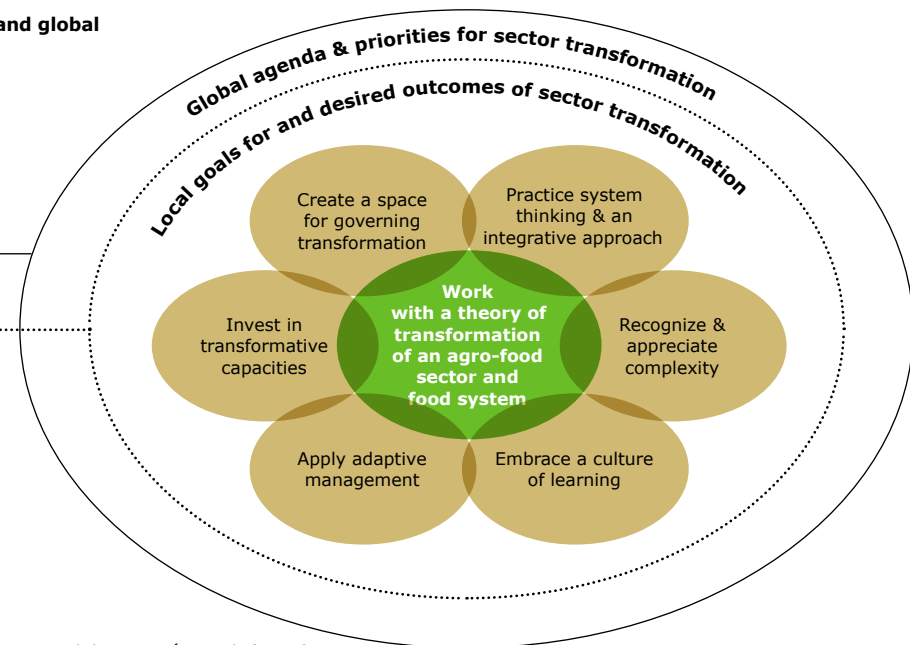 and global
Global agenda & priorities for sector transformation
Local goals for and desired outcomes of sector transformation
Create a space
for governing
transformation
Practice system
thinking & an
integrative approach
Invest in
transformative
capacities
Work
with a theory of
transformation
of an agro-food
sector and
food system
Recognize &
appreciate
complexity
Apply adaptive
management
Embrace a culture
of learning